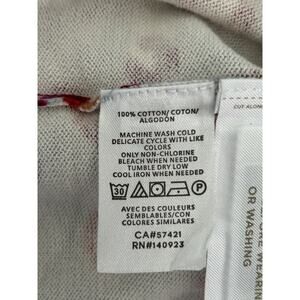 100% COTTON/ COTON/
ALGODÓN
MACHINE WASH COLD
DELICATE CYCLE WITH LIKE
COLORS
ONLY NON-CHLORINE
BLEACH WHEN NEEDED
TUMBLE DRY LOW
COOL IRON WHEN NEEDED
30
P
AVEC DES COULEURS
SEMBLABLES/CON
COLORES SIMILARES
CA#57421
RN#140923
CUT ALONG
BEFORE WEARING
OR WASHING